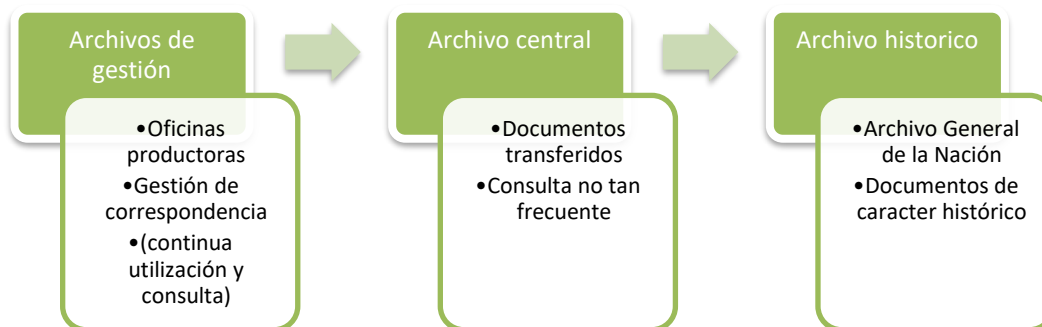 Archivos de
gestión
•Oficinas
productoras
•Gestión de
correspondencia
•(continua
utilización y
consulta)
Archivo central
•Documentos
transferidos
•Consulta no tan
frecuente
Archivo historico
•Archivo General
de la Nación
•Documentos de
caracter histórico